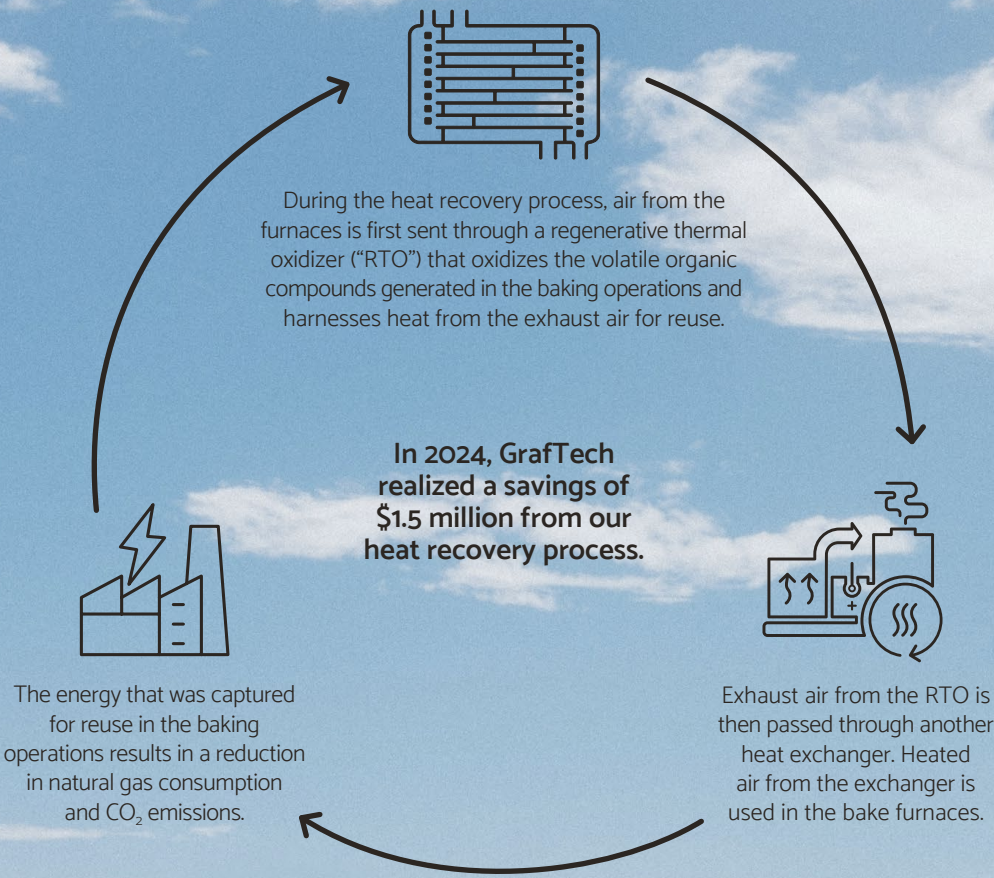 During the heat recovery process, air from the
furnaces is first sent through a regenerative thermal
oxidizer (“RTO”) that oxidizes the volatile organic
compounds generated in the baking operations and
harnesses heat from the exhaust air for reuse.
In 2024, GrafTech
realized a savings of
$1.5 million from our
heat recovery process.
Exhaust air from the RTO is
then passed through another
heat exchanger. Heated
air from the exchanger is
used in the bake furnaces.
The energy that was captured
for reuse in the baking
operations results in a reduction
in natural gas consumption
and CO₂ emissions.